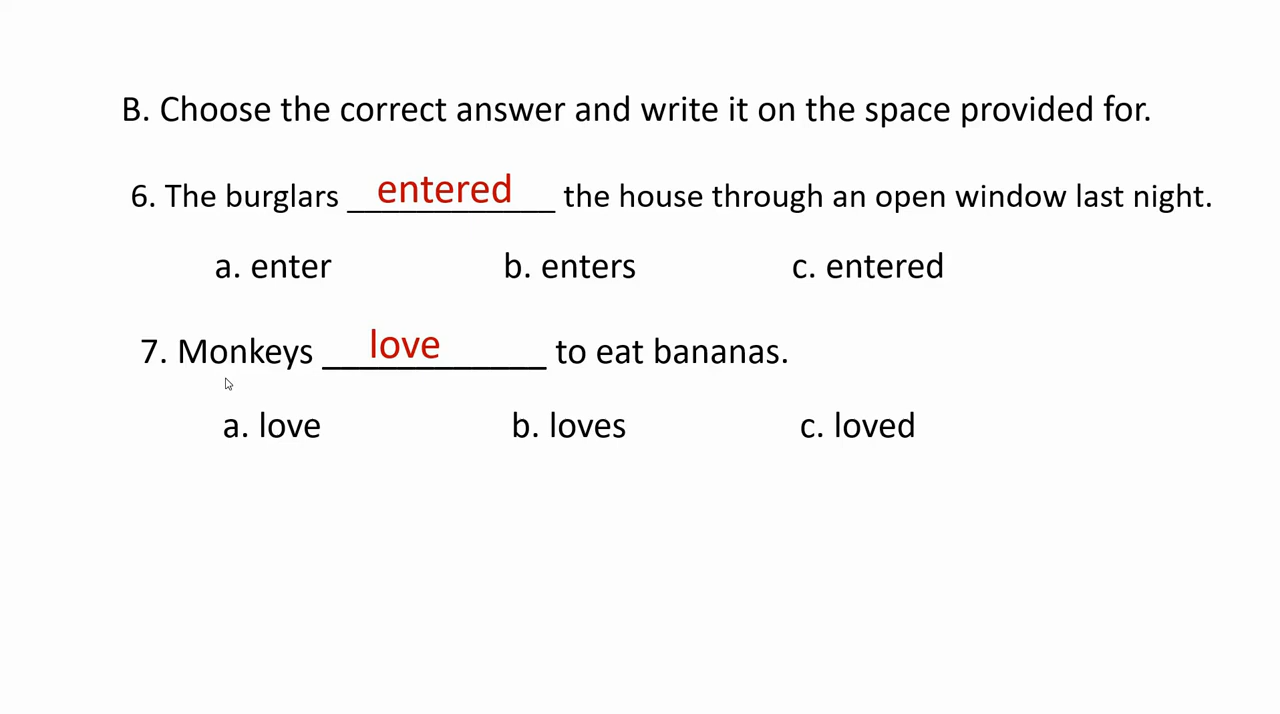 B. Choose the correct answer and write it on the space provided for.
6. The burglars entered the house through an open window last night.
a. enter b. enters c. entered
7. Monkeys love to eat bananas.
a. love b. loves c. loved